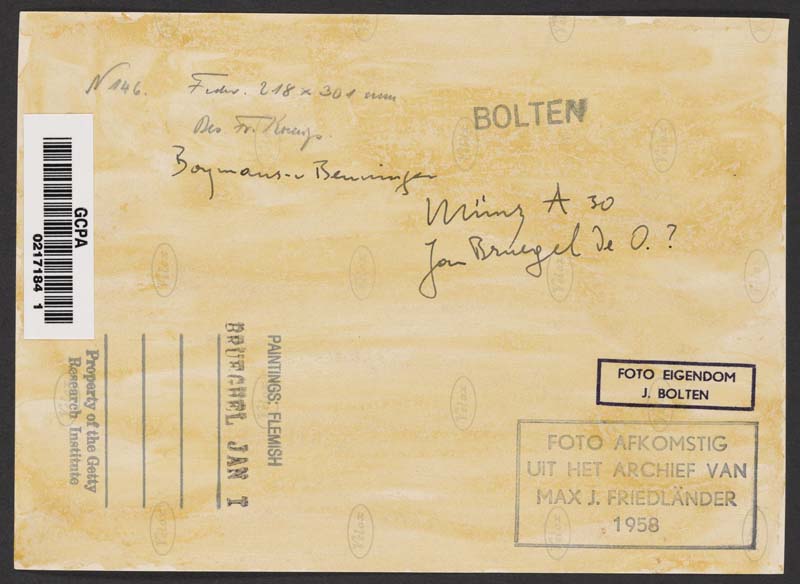 N 146.
Feder. 218 x 301 mm
Bes. Fr. Koenigs.
BOLTEN
Boymans-v Beuningen
Münz A 30
Jan Bruegel de O. ?
GCPA
0217184 1
Property of the Getty
Research Institute
BRUEGHEL JAN I
PAINTINGS: FLEMISH
FOTO EIGENDOM
J. BOLTEN
FOTO AFKOMSTIG
UIT HET ARCHIEF VAN
MAX J. FRIEDLÄNDER
1958
Velox